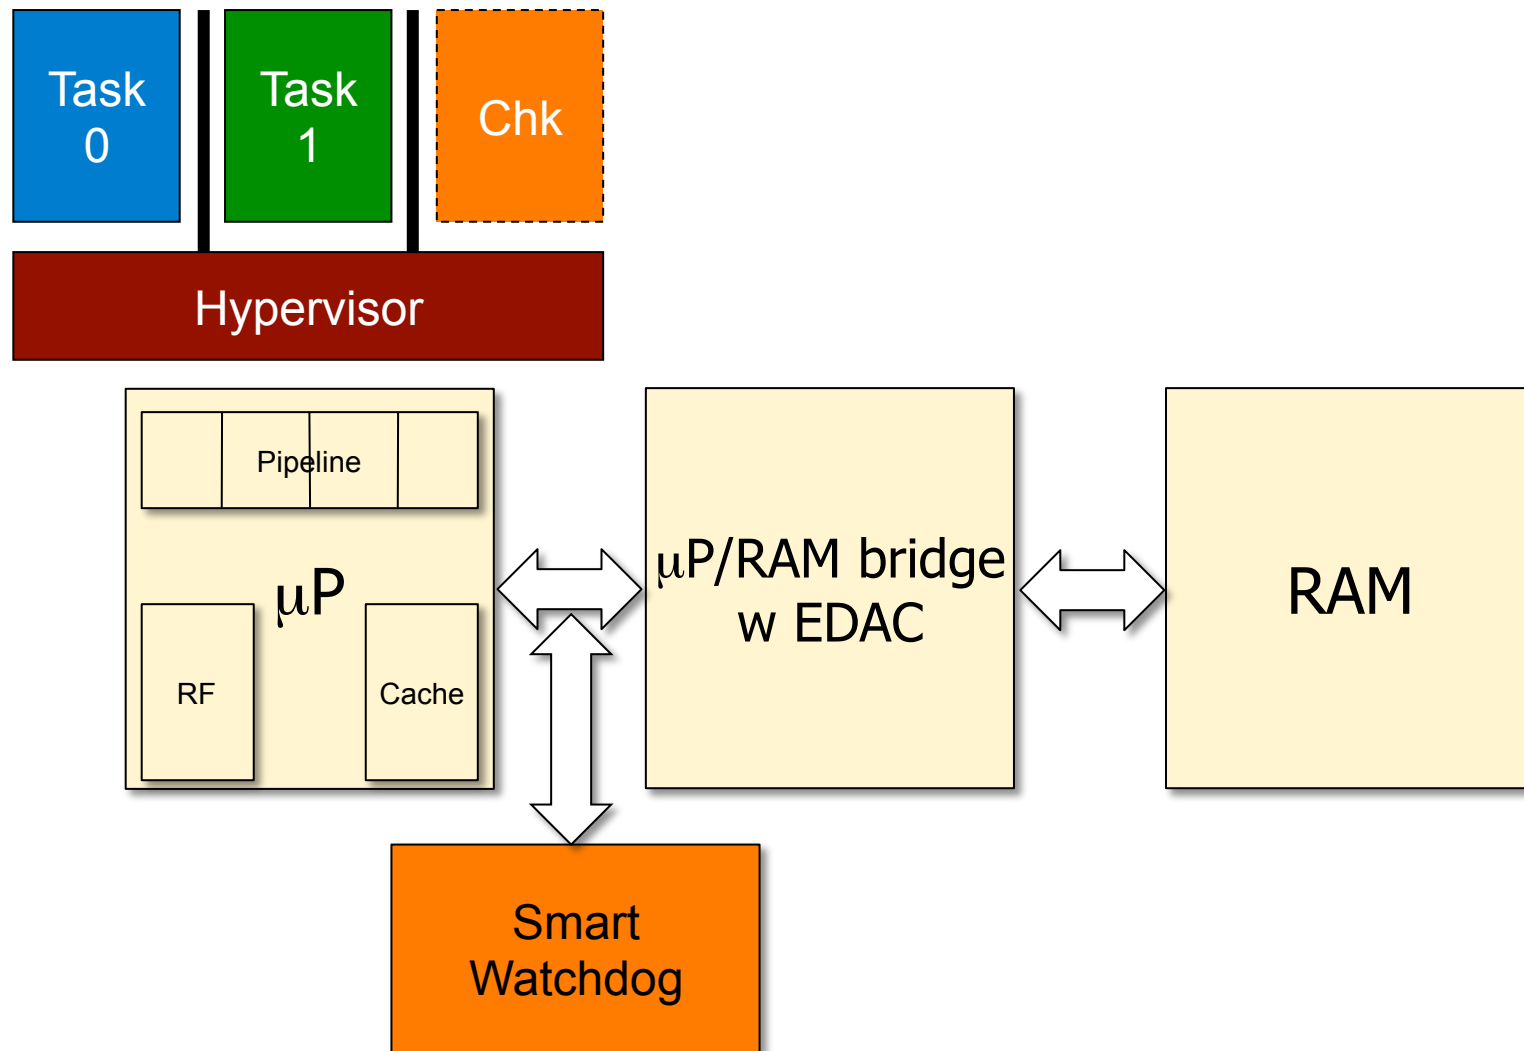 Task
0
Task
1
Chk
Hypervisor
Pipeline
μP
RF
Cache
μP/RAM bridge
w EDAC
RAM
Smart
Watchdog